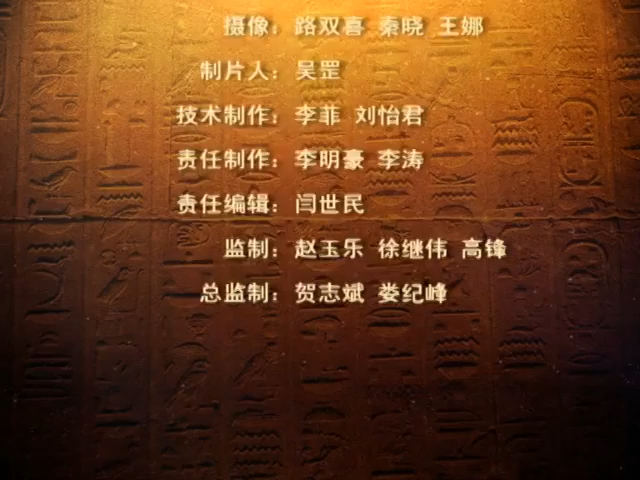 摄像：路双喜 秦晓 王娜
制片人：吴罡
技术制作：李菲 刘怡君
责任制作：李明豪 李涛
责任编辑：闫世民
监制：赵玉乐 徐继伟 高锋
总监制：贺志斌 娄纪峰